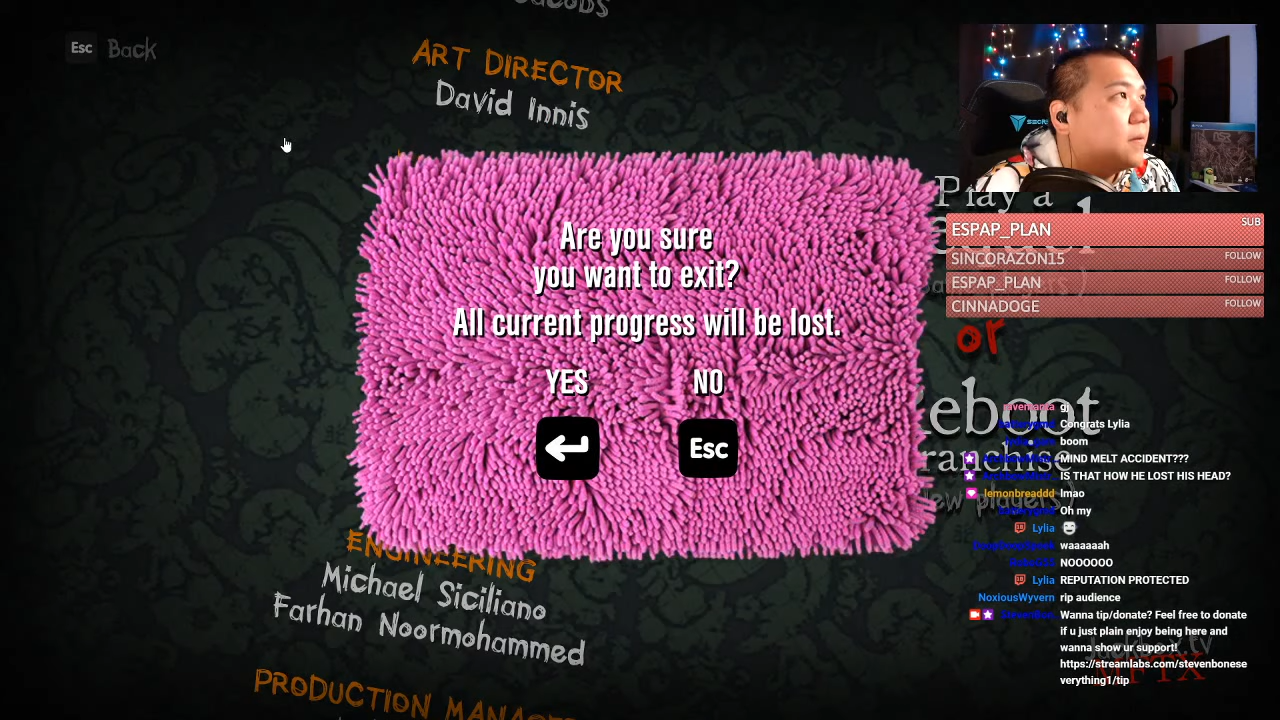 Esc Back
ART DIRECTOR
David Innis
Are you sure
you want to exit?
All current progress will be lost.
YES NO
Esc
ENGINEERING
Michael Siciliano
Farhan Noormohammed
PRODUCTION
Play a
or
ESPAP_PLAN SUB
SINCORAZON15 FOLLOW
ESPAP_PLAN FOLLOW
CINNADOGE FOLLOW
gj
Congrats Lylia
boom
MIND MELT ACCIDENT???
IS THAT HOW HE LOST HIS HEAD?
lemonbreaddd lmao
Oh my
Lylia
waaaaaah
NOOOOOO
Lylia REPUTATION PROTECTED
NoxiousWyvern rip audience
Wanna tip/donate? Feel free to donate
if u just plain enjoy being here and
wanna show ur support!
https://streamlabs.com/stevenbonese
verything1/tip